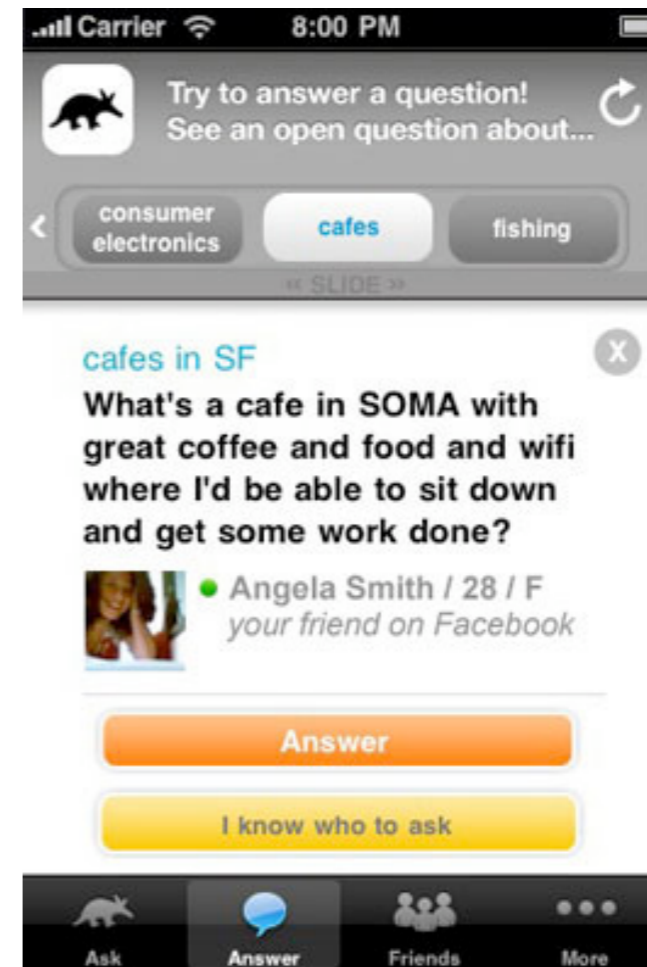 Carrier 8:00 PM
Try to answer a question!
See an open question about...
consumer
electronics
cafes
fishing
« SLIDE »
cafes in SF
X
What's a cafe in SOMA with
great coffee and food and wifi
where I'd be able to sit down
and get some work done?
Angela Smith / 28 / F
your friend on Facebook
Answer
I know who to ask
Ask Answer Friends More